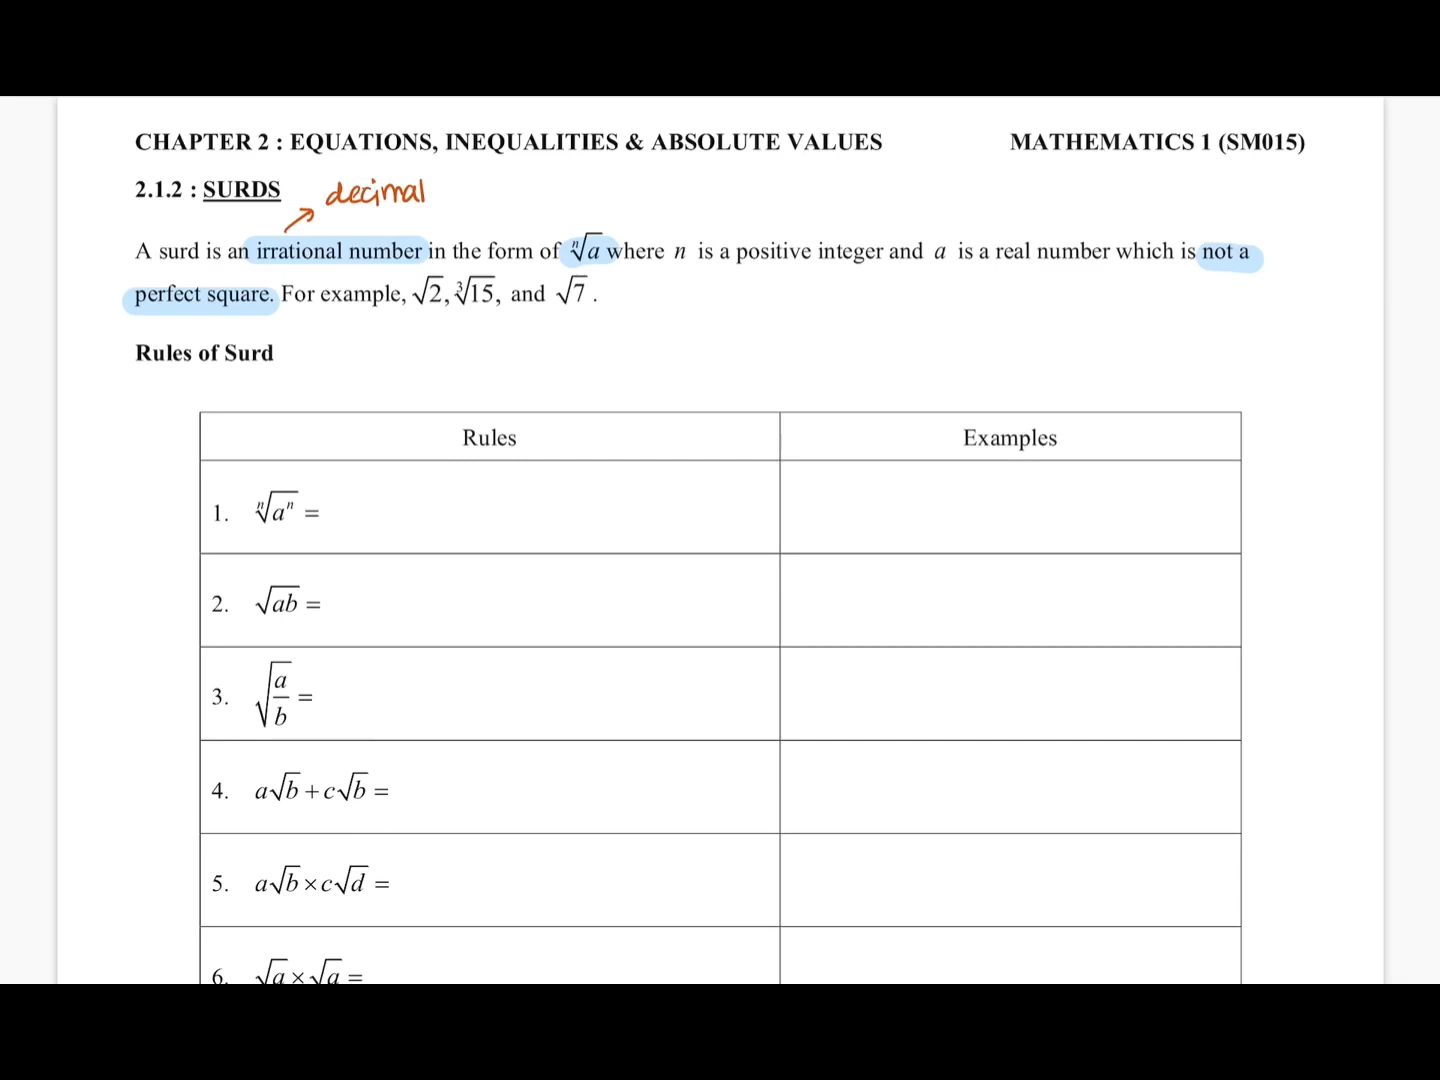 CHAPTER 2 : EQUATIONS, INEQUALITIES & ABSOLUTE VALUES MATHEMATICS 1 (SM015)
2.1.2 : SURDS decimal
A surd is an irrational number in the form of ⁿ√a where n is a positive integer and a is a real number which is not a
perfect square. For example, √2, ³√15, and √7 .
Rules of Surd
Rules Examples
1. ⁿ√aⁿ =
2. √ab =
3. √(a/b) =
4. a√b + c√b =
5. a√b × c√d =
6. √a × √a =